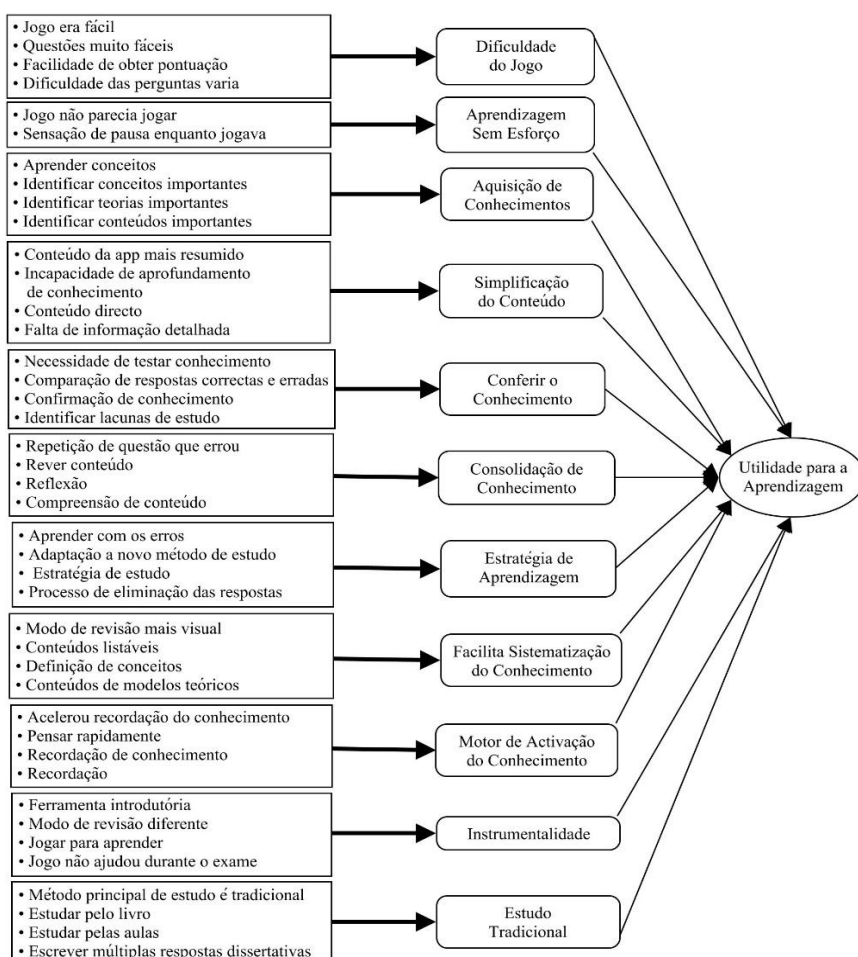 • Jogo era fácil
• Questões muito fáceis
• Facilidade de obter pontuação
• Dificuldade das perguntas varia
Dificuldade
do Jogo
• Jogo não parecia jogar
• Sensação de pausa enquanto jogava
Aprendizagem
Sem Esforço
• Aprender conceitos
• Identificar conceitos importantes
• Identificar teorias importantes
• Identificar conteúdos importantes
Aquisição de
Conhecimentos
• Conteúdo da app mais resumido
• Incapacidade de aprofundamento
de conhecimento
• Conteúdo directo
• Falta de informação detalhada
Simplificação
do Conteúdo
• Necessidade de testar conhecimento
• Comparação de respostas correctas e erradas
• Confirmação de conhecimento
• Identificar lacunas de estudo
Conferir o
Conhecimento
• Repetição de questão que errou
• Rever conteúdo
• Reflexão
• Compreensão de conteúdo
Consolidação de
Conhecimento
• Aprender com os erros
• Adaptação a novo método de estudo
• Estratégia de estudo
• Processo de eliminação das respostas
Estratégia de
Aprendizagem
• Modo de revisão mais visual
• Conteúdos listáveis
• Definição de conceitos
• Conteúdos de modelos teóricos
Facilita Sistematização
do Conhecimento
• Acelerou recordação do conhecimento
• Pensar rapidamente
• Recordação de conhecimento
• Recordação
Motor de Activação
do Conhecimento
• Ferramenta introdutória
• Modo de revisão diferente
• Jogar para aprender
• Jogo não ajudou durante o exame
Instrumentalidade
• Método principal de estudo é tradicional
• Estudar pelo livro
• Estudar pelas aulas
• Escrever múltiplas respostas dissertativas
Estudo
Tradicional
Utilidade para a
Aprendizagem